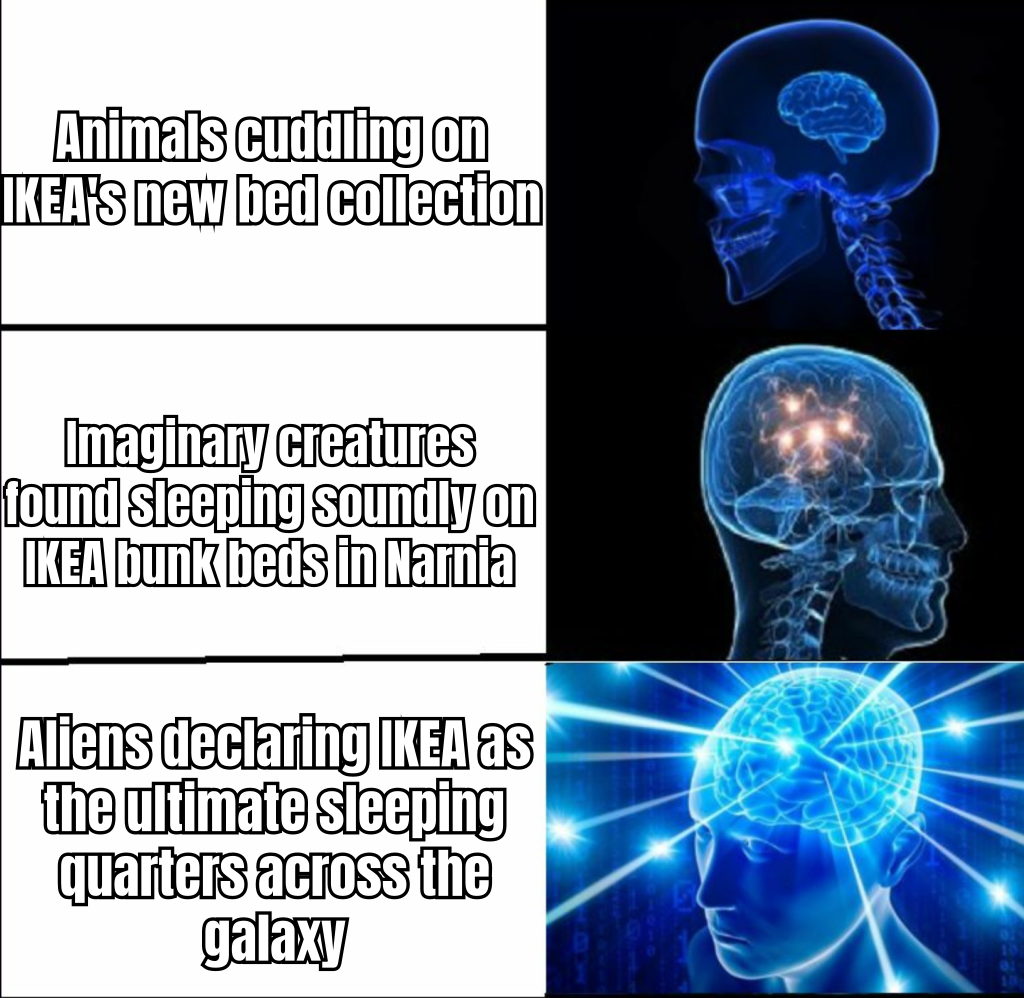 Animals cuddling on
IKEA's new bed collection
Imaginary creatures
found sleeping soundly on
IKEA bunk beds in Narnia
Aliens declaring IKEA as
the ultimate sleeping
quarters across the
galaxy